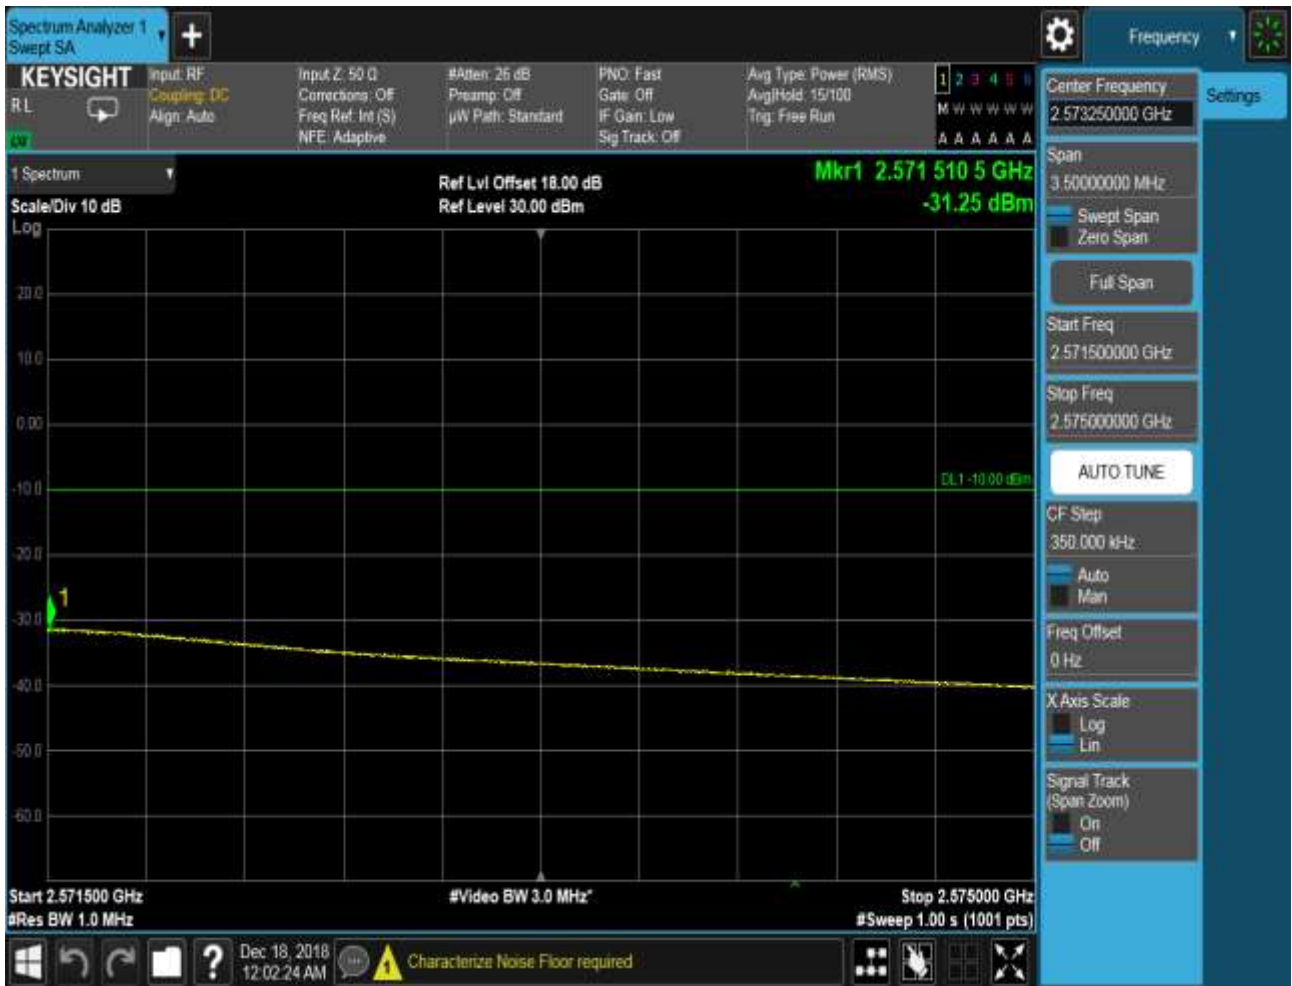 Spectrum Analyzer 1
Swept SA
Frequency
KEYSIGHT
R L
Input: RF
Coupling: DC
Align: Auto
Input Z: 50 Ω
Corrections: Off
Freq Ref: Int (S)
NFE: Adaptive
#Atten: 26 dB
Preamp: Off
µW Path: Standard
PNO: Fast
Gate: Off
IF Gain: Low
Sig Track: Off
Avg Type: Power (RMS)
Avg|Hold: 15/100
Trig: Free Run
1 2 3 4 5 6
M W W W W W
A A A A A A
1 Spectrum
Scale/Div 10 dB
Log
Ref Lvl Offset 18.00 dB
Ref Level 30.00 dBm
Mkr1 2.571 510 5 GHz
-31.25 dBm
20.0
10.0
0.00
-10.0
-20.0
-30.0
-40.0
-50.0
-60.0
DL1 -10.00 dBm
1
Start 2.571500 GHz
#Res BW 1.0 MHz
#Video BW 3.0 MHz*
Stop 2.575000 GHz
#Sweep 1.00 s (1001 pts)
Center Frequency
2.573250000 GHz
Settings
Span
3.50000000 MHz
Swept Span
Zero Span
Full Span
Start Freq
2.571500000 GHz
Stop Freq
2.575000000 GHz
AUTO TUNE
CF Step
350.000 kHz
Auto
Man
Freq Offset
0 Hz
X Axis Scale
Log
Lin
Signal Track
(Span Zoom)
On
Off
?
Dec 18, 2018
12:02:24 AM
1
Characterize Noise Floor required